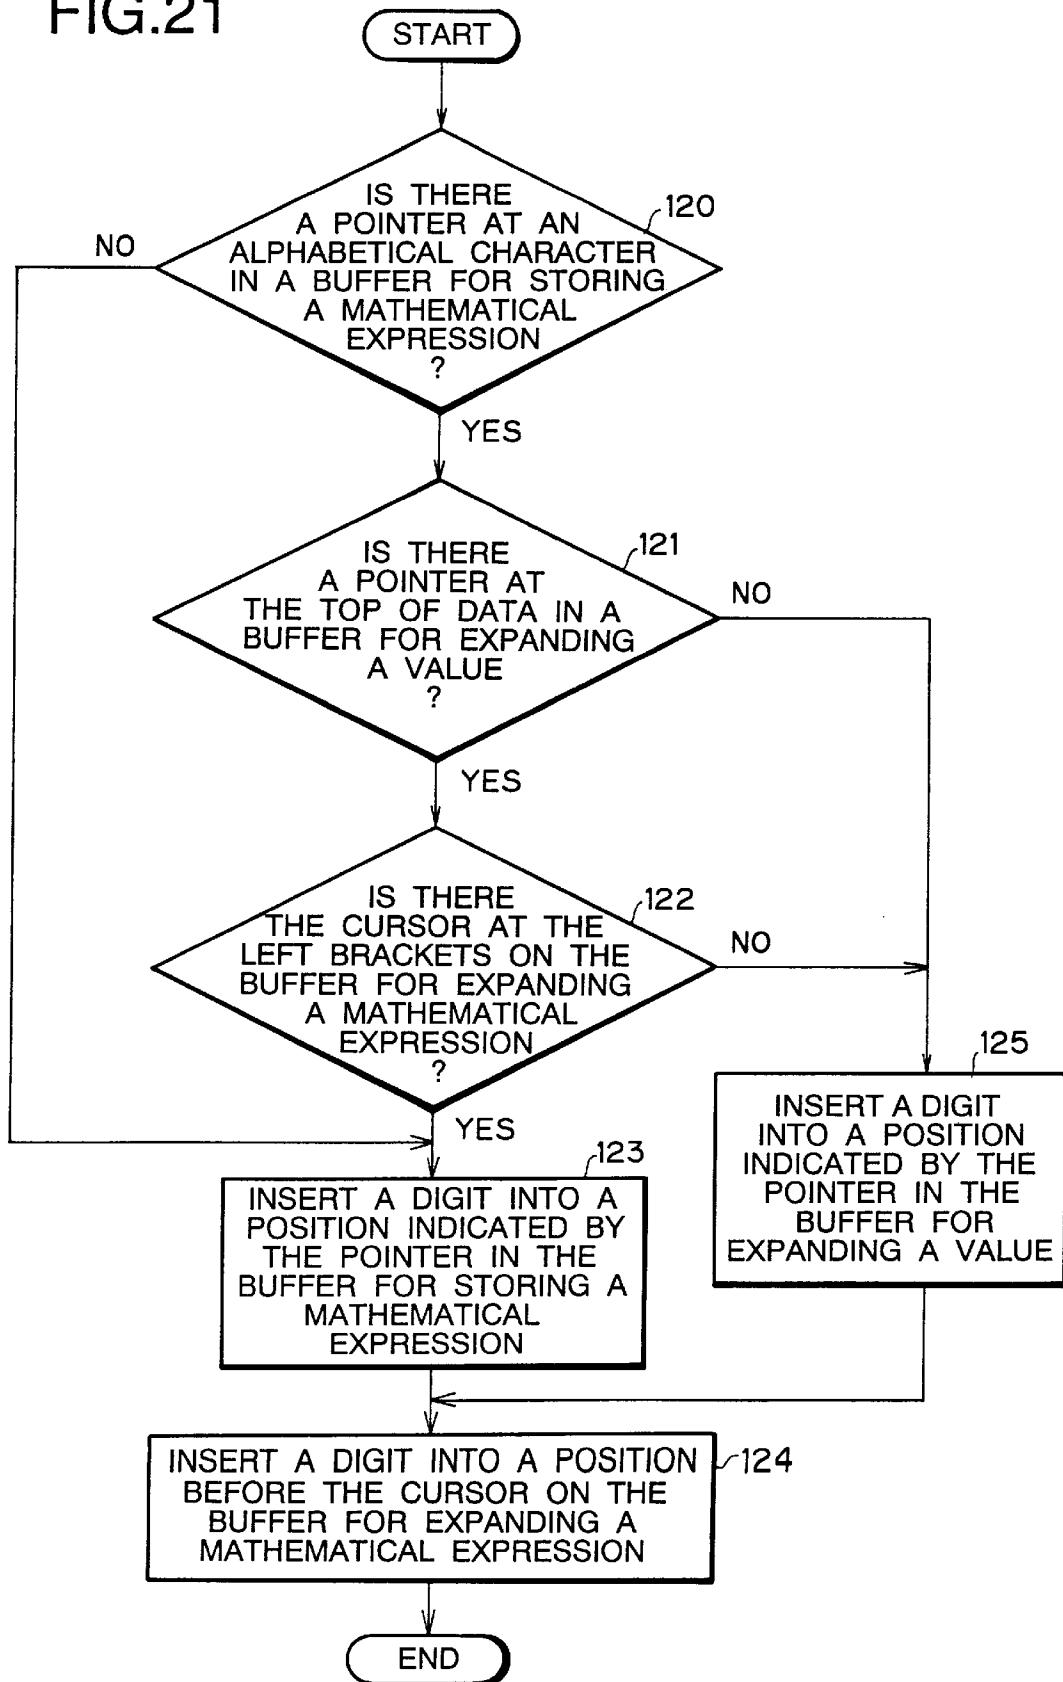 FIG.21
START
IS THERE
A POINTER AT AN
ALPHABETICAL CHARACTER
IN A BUFFER FOR STORING
A MATHEMATICAL
EXPRESSION
?
120
NO
YES
IS THERE
A POINTER AT
THE TOP OF DATA IN A
BUFFER FOR EXPANDING
A VALUE
?
121
NO
YES
IS THERE
THE CURSOR AT THE
LEFT BRACKETS ON THE
BUFFER FOR EXPANDING
A MATHEMATICAL
EXPRESSION
?
122
NO
YES
123
INSERT A DIGIT INTO A
POSITION INDICATED BY
THE POINTER IN THE
BUFFER FOR STORING A
MATHEMATICAL
EXPRESSION
125
INSERT A DIGIT
INTO A POSITION
INDICATED BY THE
POINTER IN THE
BUFFER FOR
EXPANDING A VALUE
INSERT A DIGIT INTO A POSITION
BEFORE THE CURSOR ON THE
BUFFER FOR EXPANDING A
MATHEMATICAL EXPRESSION
124
END